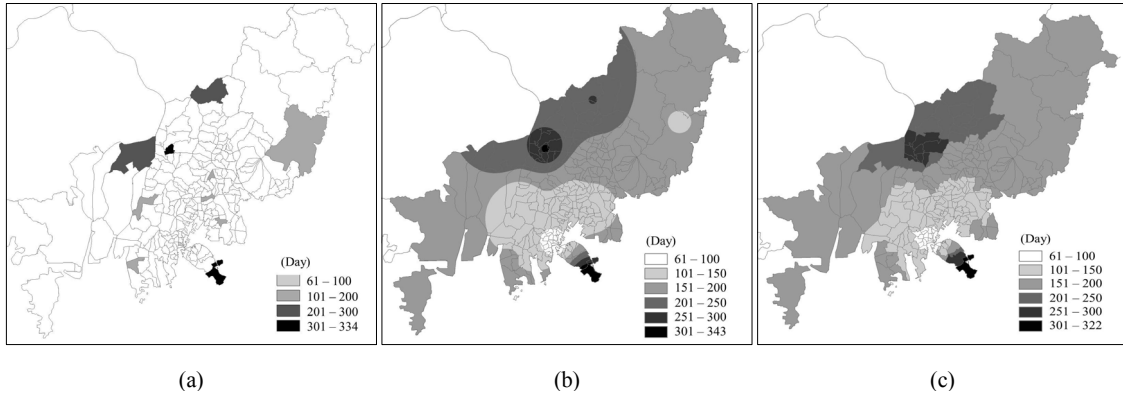 (Day)
61 – 100
101 – 200
201 – 300
301 – 334
(Day)
61 – 100
101 – 150
151 – 200
201 – 250
251 – 300
301 – 343
(Day)
61 – 100
101 – 150
151 – 200
201 – 250
251 – 300
301 – 322
(a)
(b)
(c)